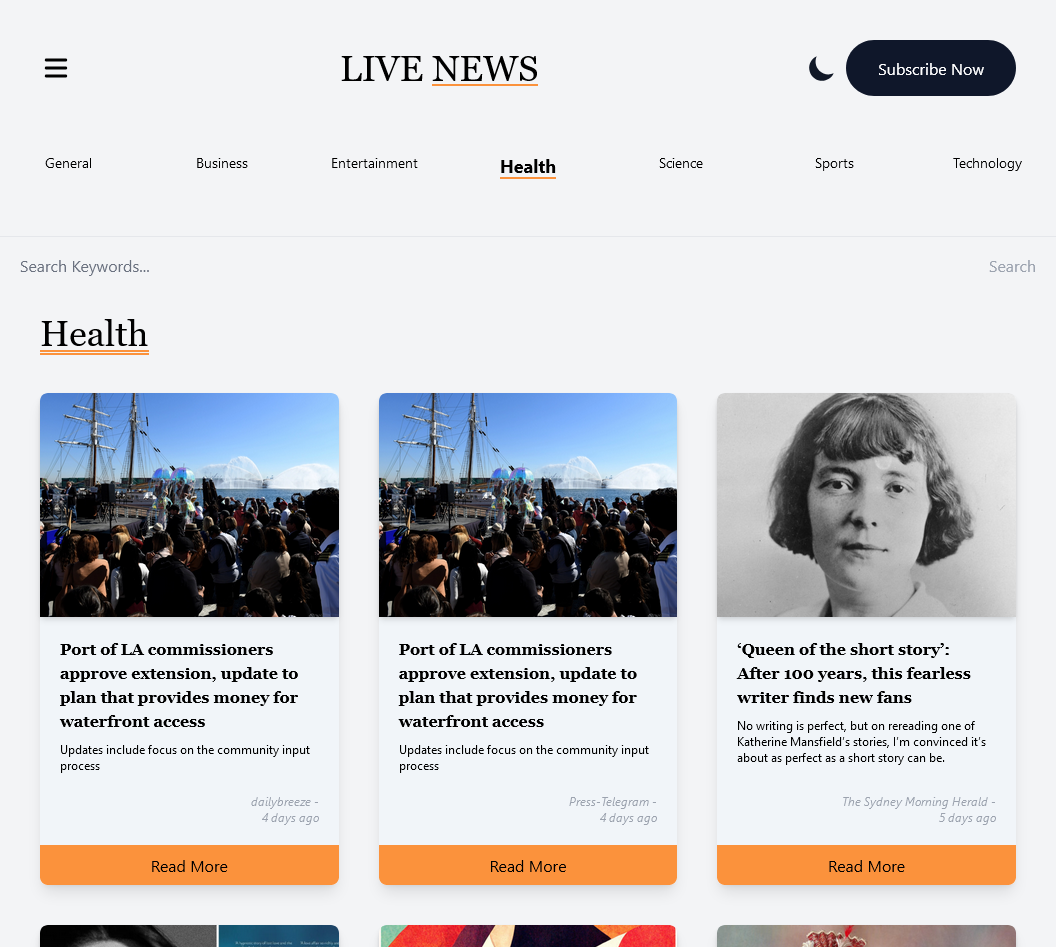 LIVE NEWS
Subscribe Now
General Business Entertainment Health Science Sports Technology
Search Keywords...
Search
Health
Port of LA commissioners
approve extension, update to
plan that provides money for
waterfront access
Updates include focus on the community input
process
dailybreeze -
4 days ago
Read More
Port of LA commissioners
approve extension, update to
plan that provides money for
waterfront access
Updates include focus on the community input
process
Press-Telegram -
4 days ago
Read More
‘Queen of the short story’:
After 100 years, this fearless
writer finds new fans
No writing is perfect, but on rereading one of
Katherine Mansfield’s stories, I’m convinced it’s
about as perfect as a short story can be.
The Sydney Morning Herald -
5 days ago
Read More